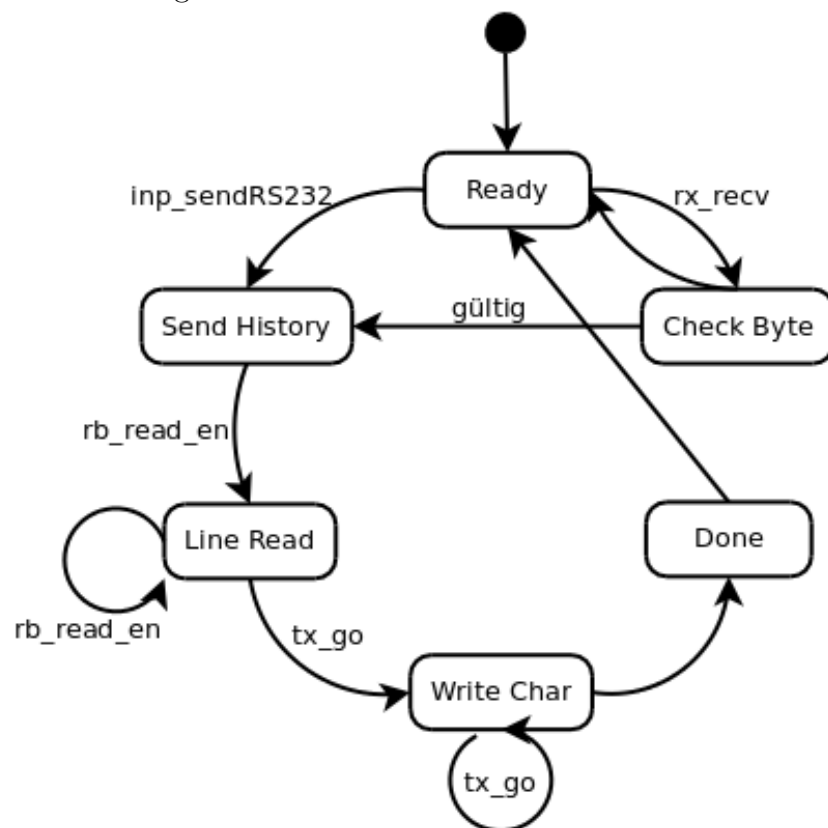 Ready
inp_sendRS232
rx_recv
Send History
gültig
Check Byte
rb_read_en
Line Read
Done
rb_read_en
tx_go
Write Char
tx_go